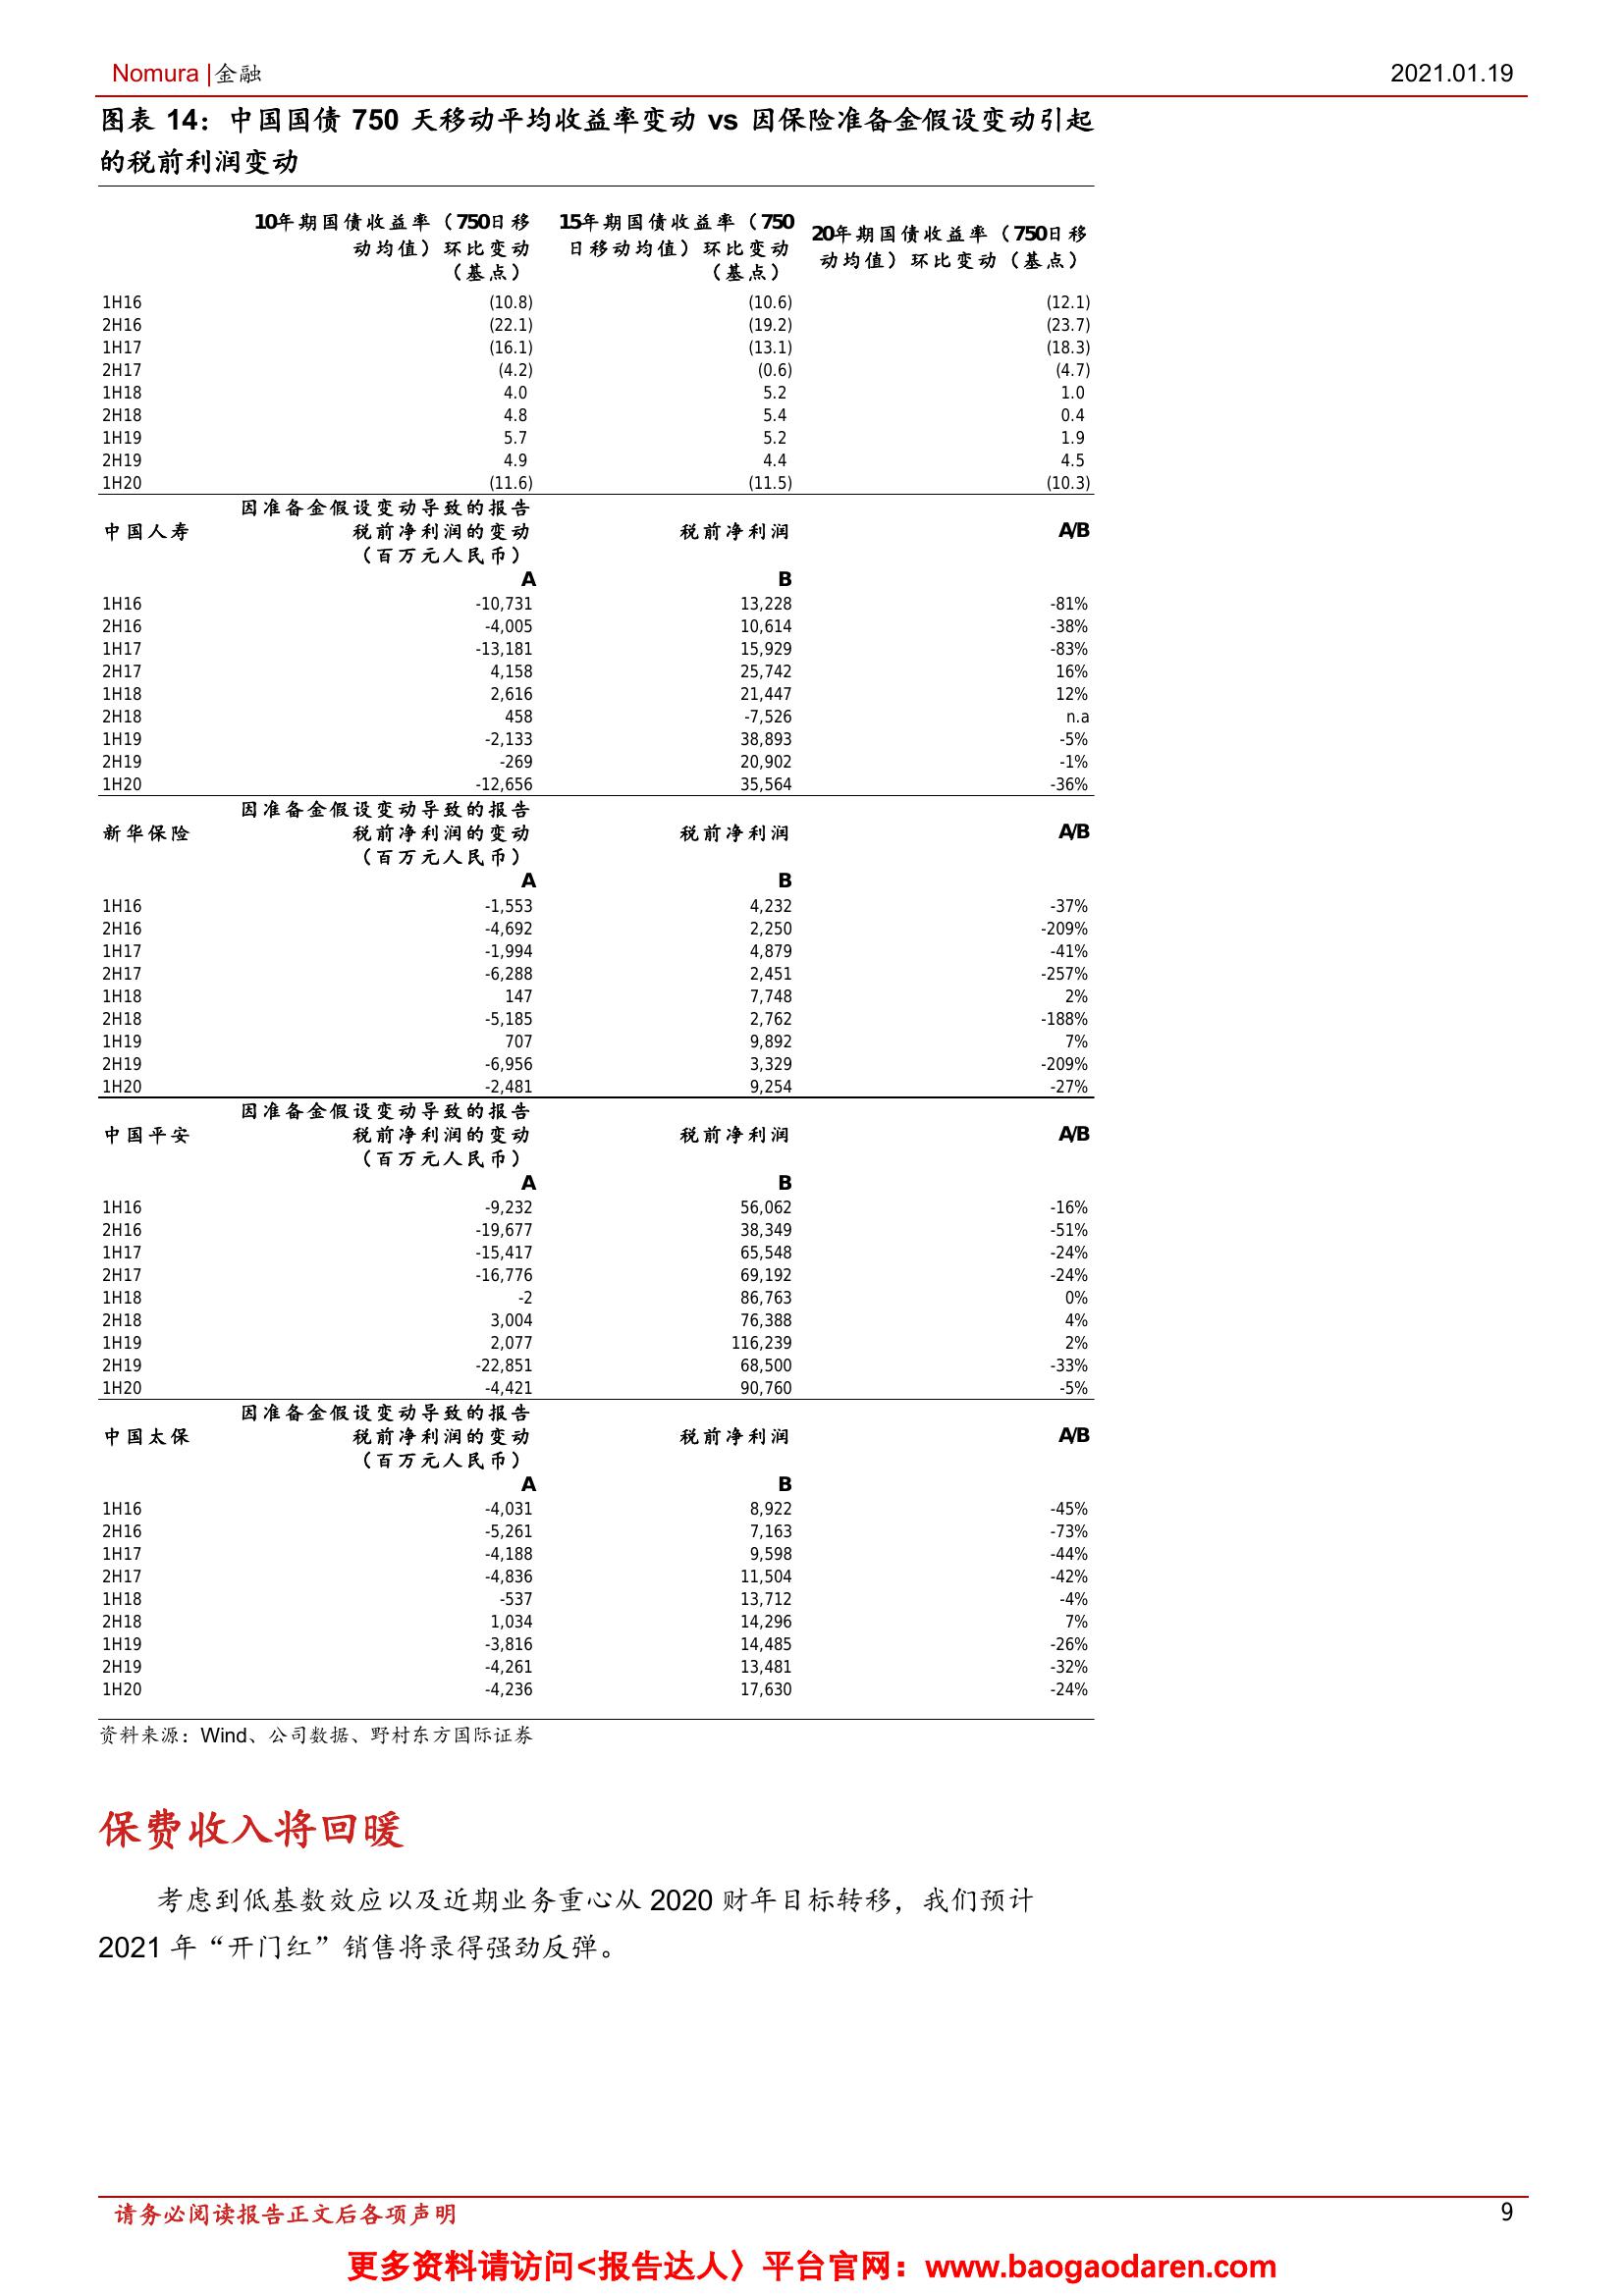 Nomura |金融 2021.01.19
图表 14：中国国债 750 天移动平均收益率变动 vs 因保险准备金假设变动引起
的税前利润变动
10年期国债收益率（750日移 15年期国债收益率（750 20年期国债收益率（750日移
动均值）环比变动 日移动均值）环比变动 动均值）环比变动（基点）
（基点） （基点）
1H16 (10.8) (10.6) (12.1)
2H16 (22.1) (19.2) (23.7)
1H17 (16.1) (13.1) (18.3)
2H17 (4.2) (0.6) (4.7)
1H18 4.0 5.2 1.0
2H18 4.8 5.4 0.4
1H19 5.7 5.2 1.9
2H19 4.9 4.4 4.5
1H20 (11.6) (11.5) (10.3)
因准备金假设变动导致的报告
中国人寿 税前净利润的变动 税前净利润 A/B
（百万元人民币）
A B
1H16 -10,731 13,228 -81%
2H16 -4,005 10,614 -38%
1H17 -13,181 15,929 -83%
2H17 4,158 25,742 16%
1H18 2,616 21,447 12%
2H18 458 -7,526 n.a
1H19 -2,133 38,893 -5%
2H19 -269 20,902 -1%
1H20 -12,656 35,564 -36%
因准备金假设变动导致的报告
新华保险 税前净利润的变动 税前净利润 A/B
（百万元人民币）
A B
1H16 -1,553 4,232 -37%
2H16 -4,692 2,250 -209%
1H17 -1,994 4,879 -41%
2H17 -6,288 2,451 -257%
1H18 147 7,748 2%
2H18 -5,185 2,762 -188%
1H19 707 9,892 7%
2H19 -6,956 3,329 -209%
1H20 -2,481 9,254 -27%
因准备金假设变动导致的报告
中国平安 税前净利润的变动 税前净利润 A/B
（百万元人民币）
A B
1H16 -9,232 56,062 -16%
2H16 -19,677 38,349 -51%
1H17 -15,417 65,548 -24%
2H17 -16,776 69,192 -24%
1H18 -2 86,763 0%
2H18 3,004 76,388 4%
1H19 2,077 116,239 2%
2H19 -22,851 68,500 -33%
1H20 -4,421 90,760 -5%
因准备金假设变动导致的报告
中国太保 税前净利润的变动 税前净利润 A/B
（百万元人民币）
A B
1H16 -4,031 8,922 -45%
2H16 -5,261 7,163 -73%
1H17 -4,188 9,598 -44%
2H17 -4,836 11,504 -42%
1H18 -537 13,712 -4%
2H18 1,034 14,296 7%
1H19 -3,816 14,485 -26%
2H19 -4,261 13,481 -32%
1H20 -4,236 17,630 -24%
资料来源：Wind、公司数据、野村东方国际证券
保费收入将回暖
考虑到低基数效应以及近期业务重心从 2020 财年目标转移，我们预计
2021 年“开门红”销售将录得强劲反弹。
请务必阅读报告正文后各项声明 9
更多资料请访问<报告达人〉平台官网：www.baogaodaren.com